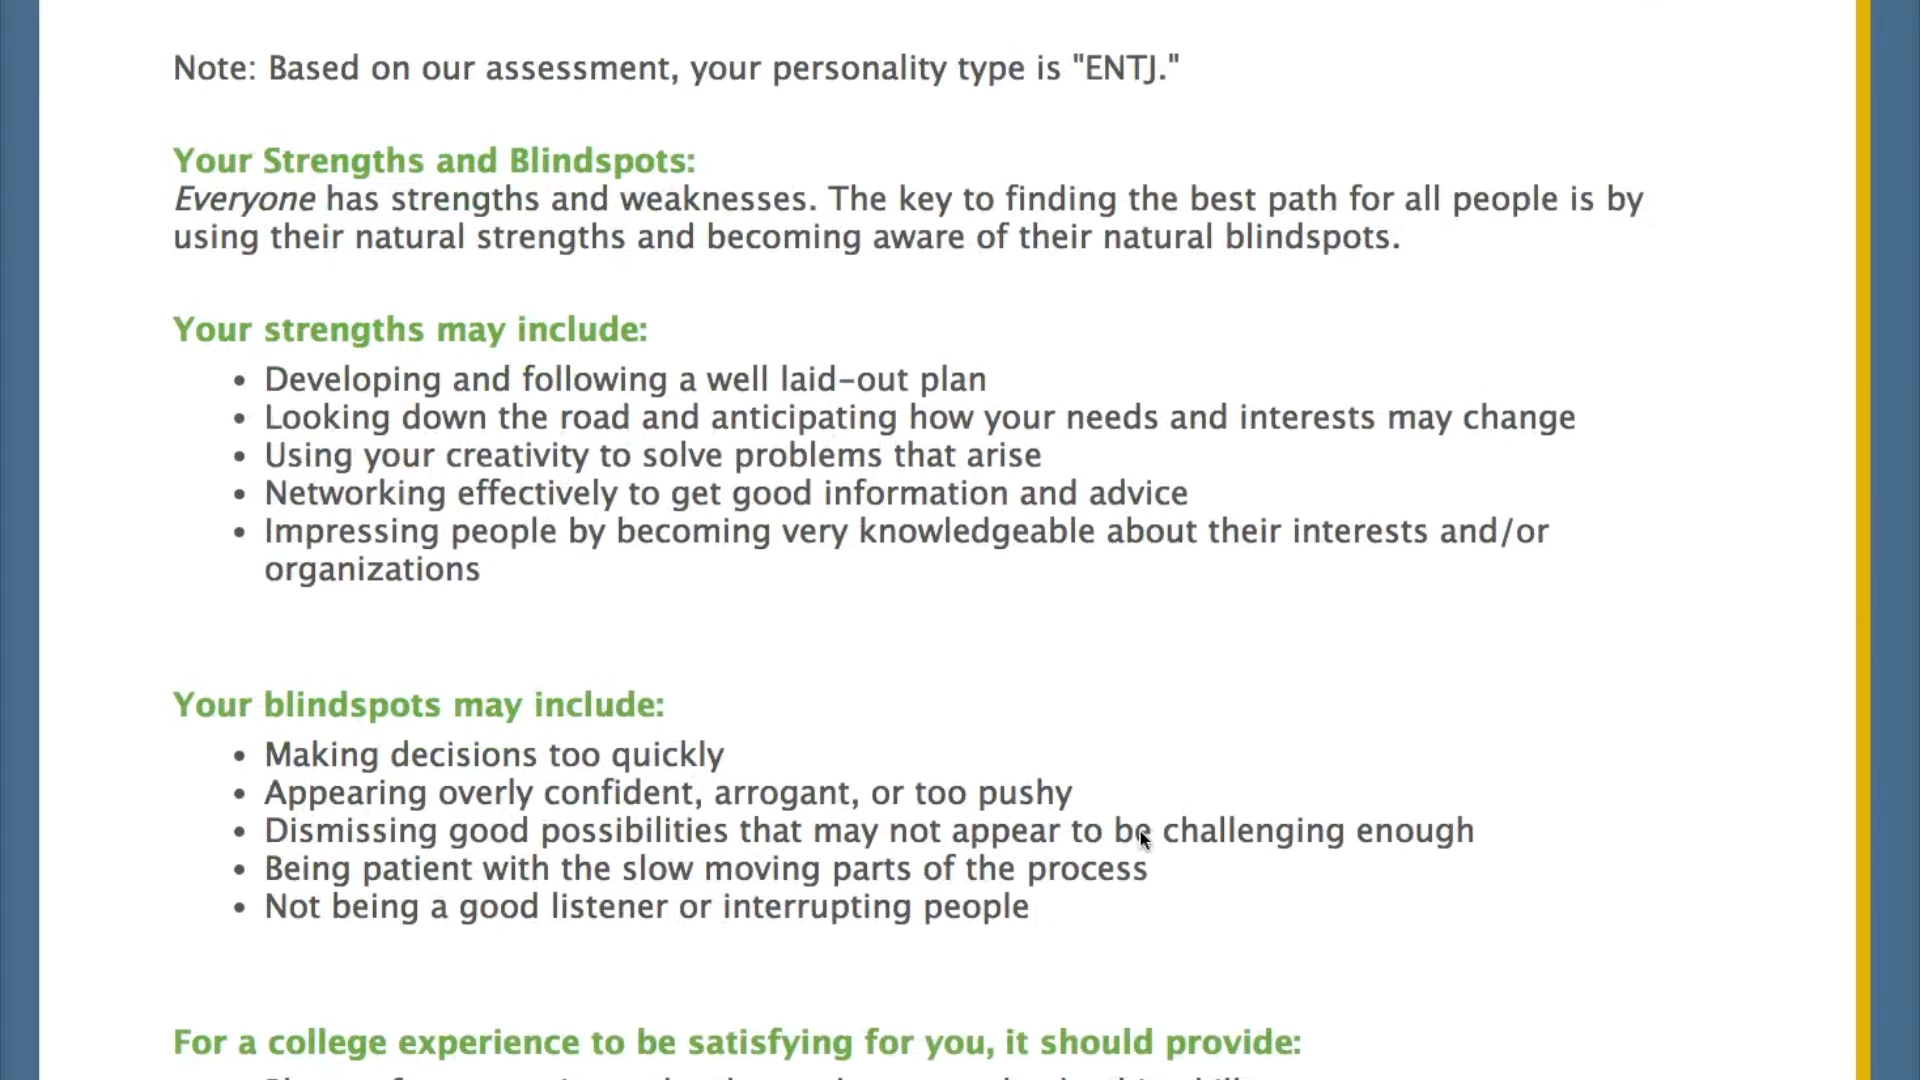 Note: Based on our assessment, your personality type is "ENTJ."
Your Strengths and Blindspots:
Everyone has strengths and weaknesses. The key to finding the best path for all people is by
using their natural strengths and becoming aware of their natural blindspots.
Your strengths may include:
• Developing and following a well laid-out plan
• Looking down the road and anticipating how your needs and interests may change
• Using your creativity to solve problems that arise
• Networking effectively to get good information and advice
• Impressing people by becoming very knowledgeable about their interests and/or
organizations
Your blindspots may include:
• Making decisions too quickly
• Appearing overly confident, arrogant, or too pushy
• Dismissing good possibilities that may not appear to be challenging enough
• Being patient with the slow moving parts of the process
• Not being a good listener or interrupting people
For a college experience to be satisfying for you, it should provide: